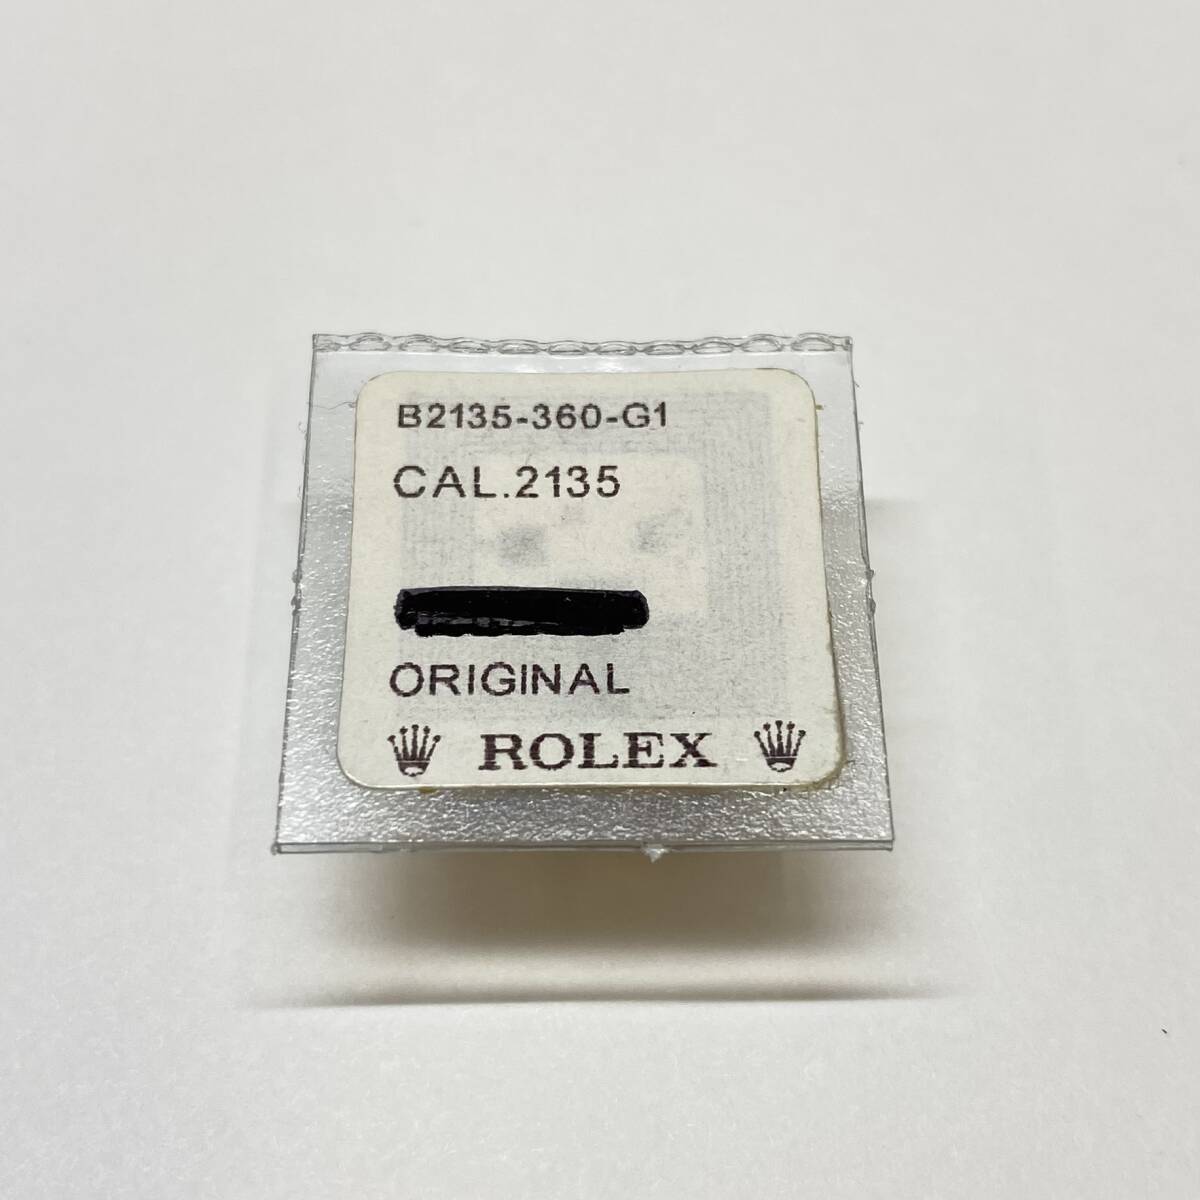 B2135-360-G1
CAL.2135
ORIGINAL
ROLEX